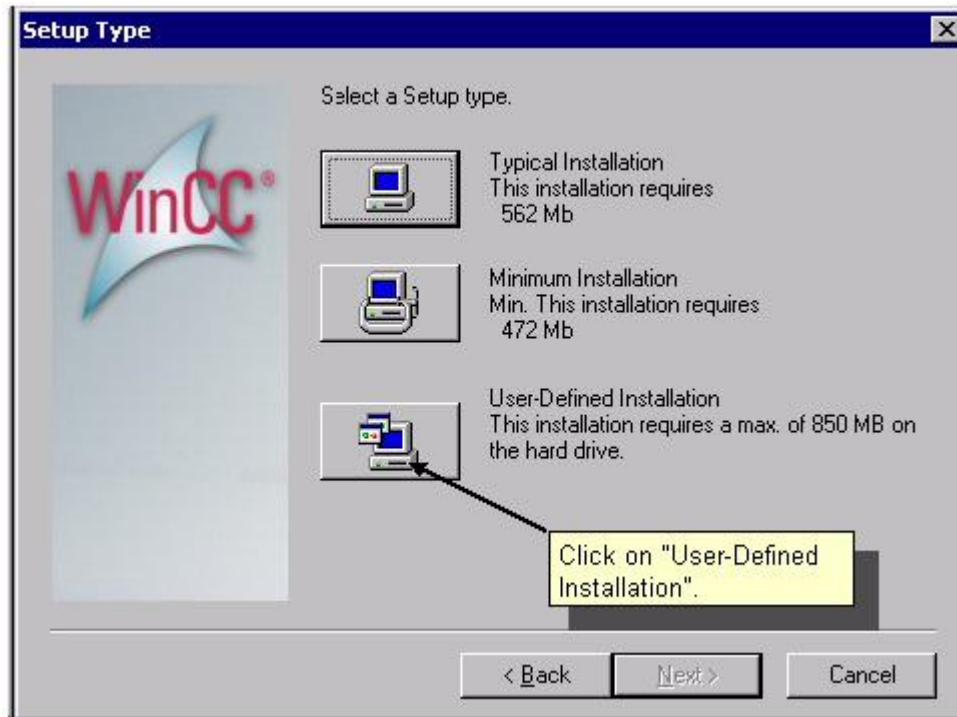 Setup Type
WinCC®
Select a Setup type.
Typical Installation
This installation requires
562 Mb
Minimum Installation
Min. This installation requires
472 Mb
User-Defined Installation
This installation requires a max. of 850 MB on
the hard drive.
Click on "User-Defined
Installation".
< Back
Next >
Cancel